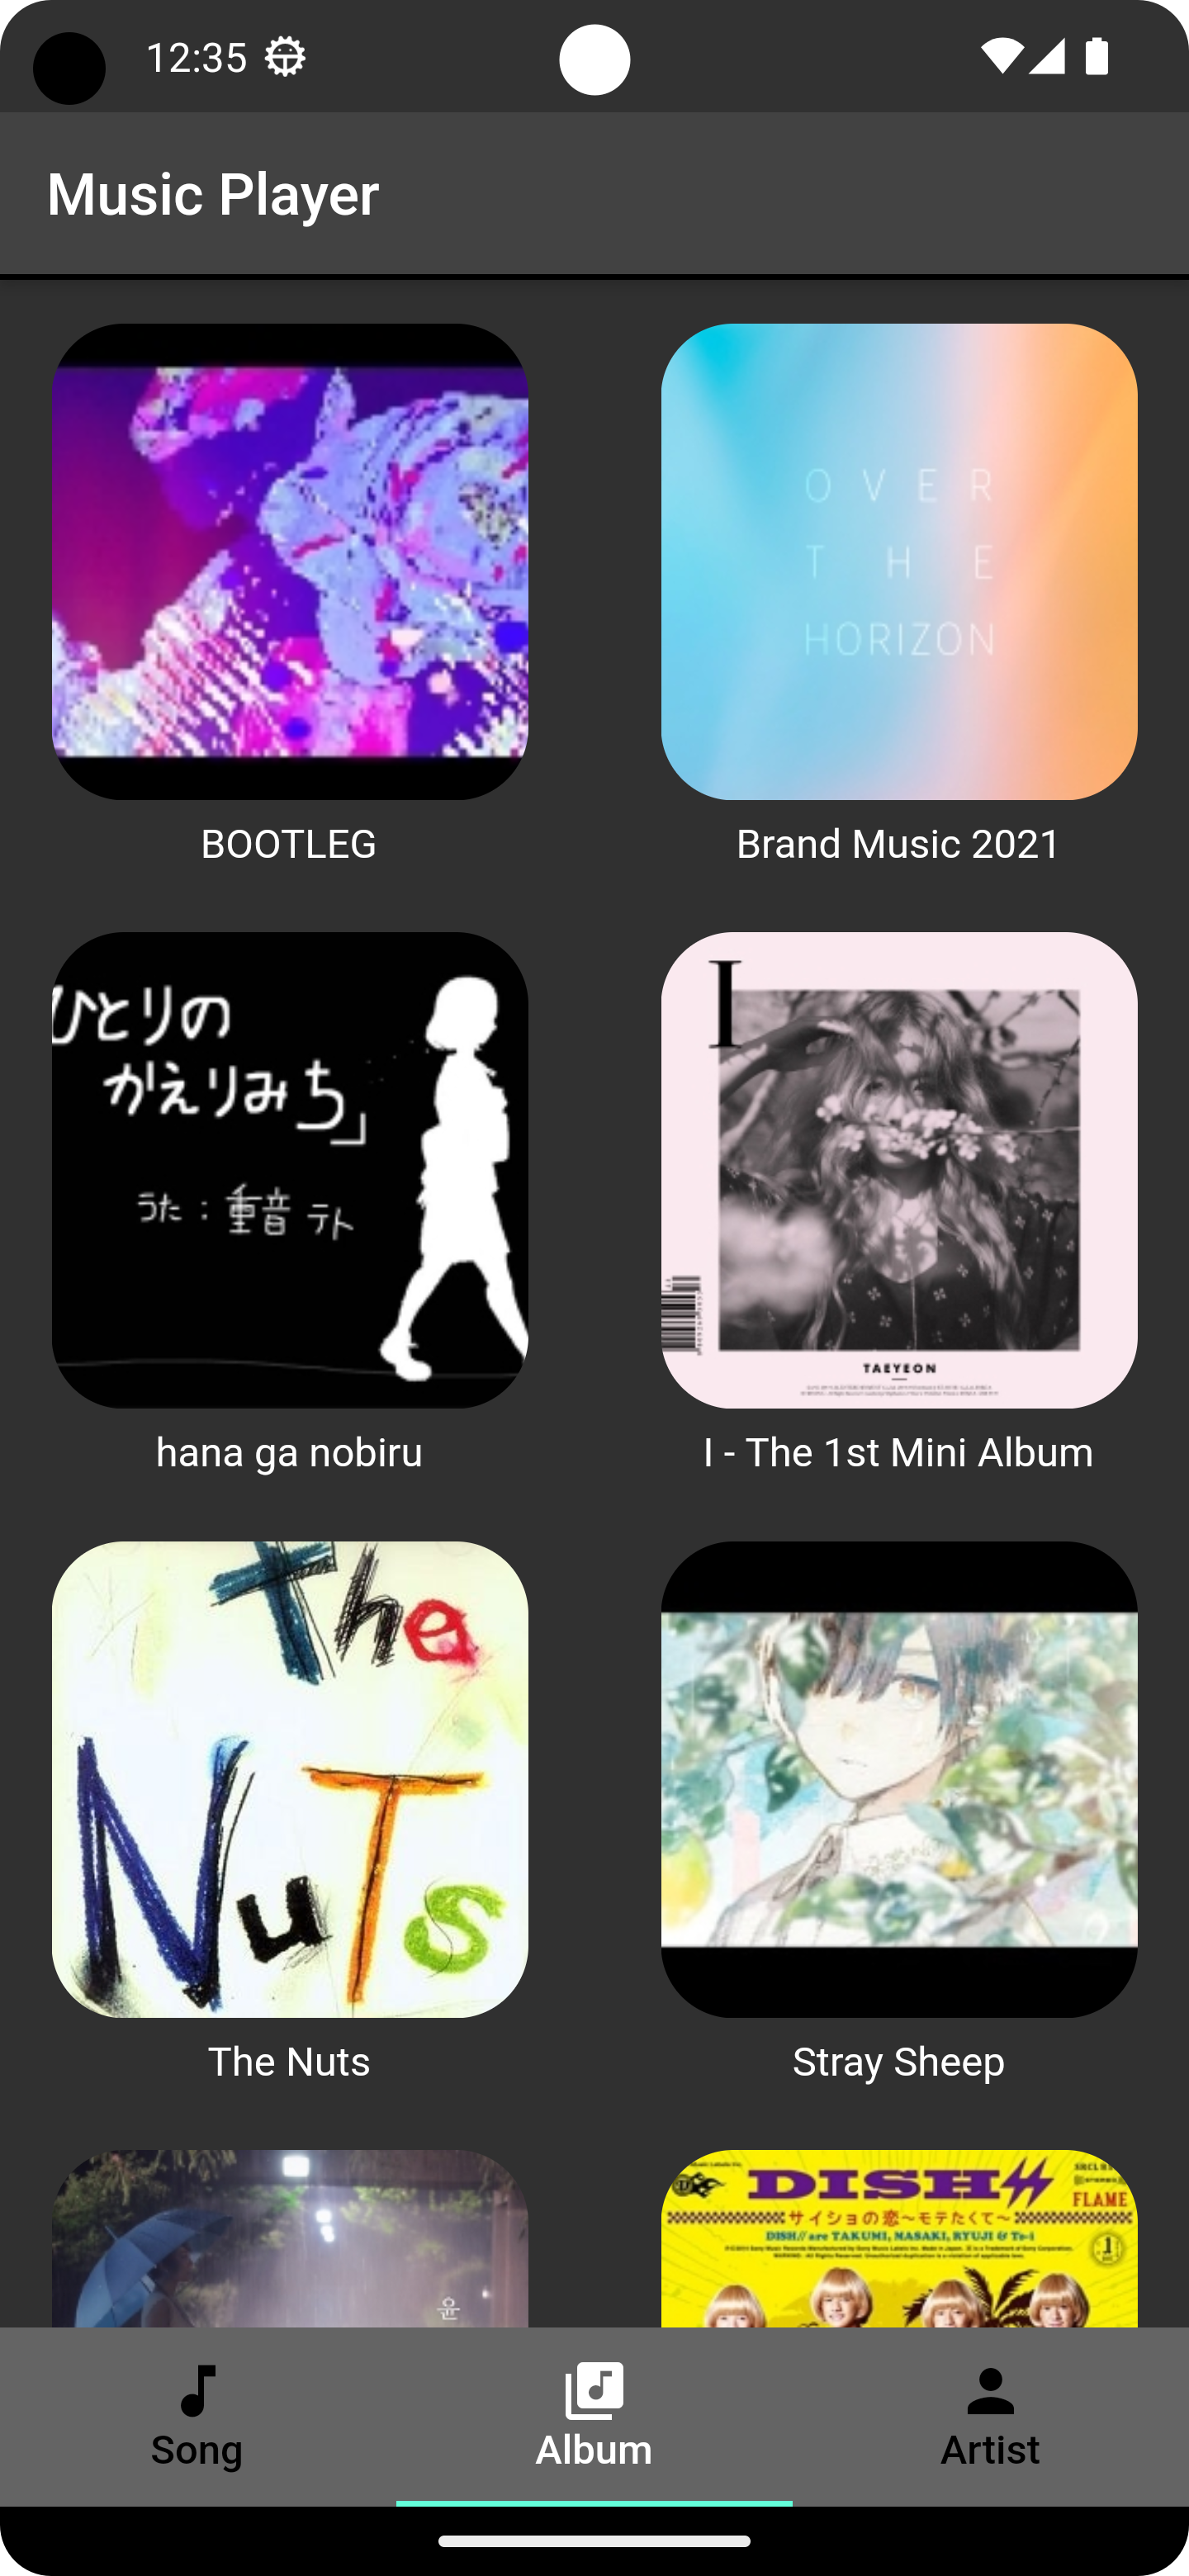 12:35
Music Player
OVER
THE
HORIZON
BOOTLEG
Brand Music 2021
ひとりの
かえりみち」
うた：重音 テト
hana ga nobiru
I
TAEYEON
I - The 1st Mini Album
The
NuTs
The Nuts
Stray Sheep
윤
DISH//
FLAME
サイショの恋〜モテたくて〜
DISH// are TAKUMI, MASAKI, RYUJI & To-i
Song
Album
Artist